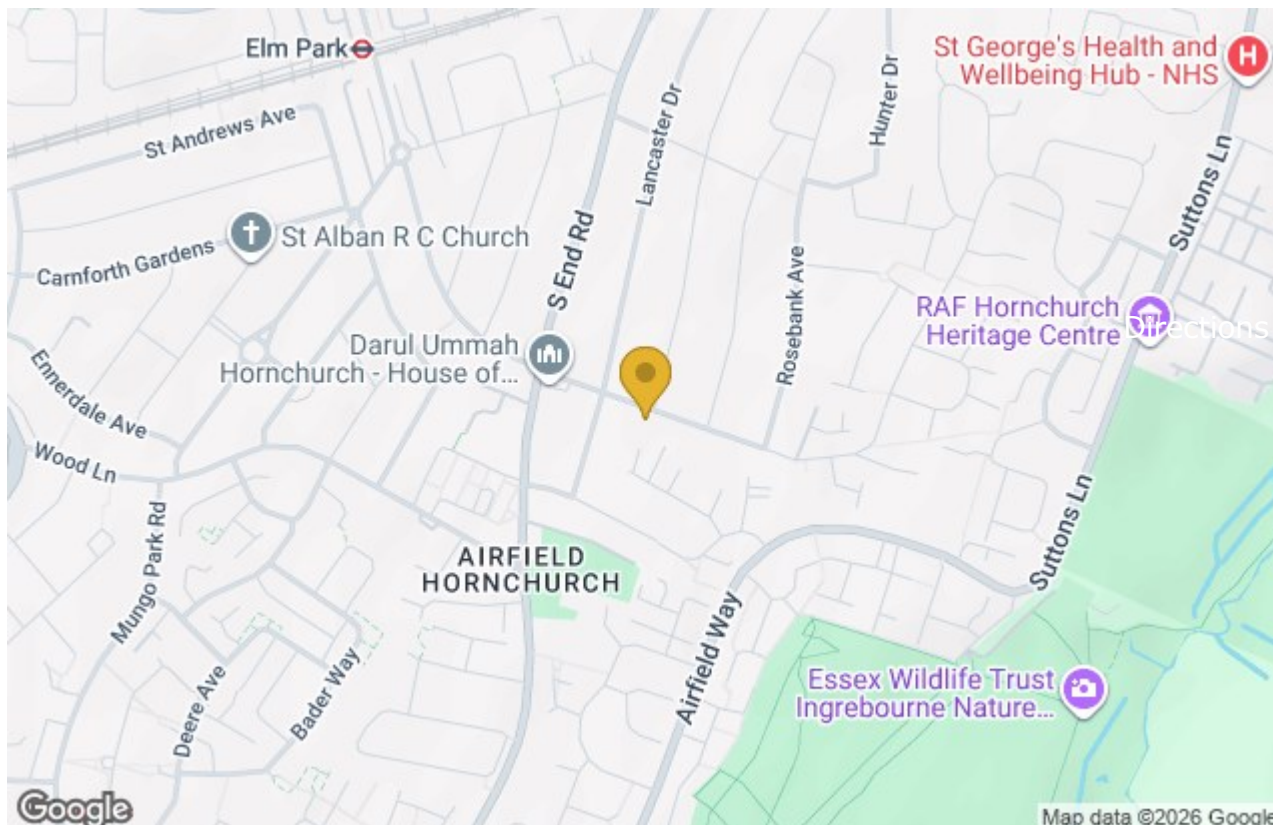 Elm Park
St George's Health and
Wellbeing Hub - NHS
H
St Andrews Ave
Lancaster Dr
Hunter Dr
Suttons Ln
St Alban R C Church
Carnforth Gardens
S End Rd
Rosebank Ave
RAF Hornchurch
Heritage Centre
Directions
Darul Ummah
Hornchurch - House of...
Ennerdale Ave
Wood Ln
Mungo Park Rd
AIRFIELD
HORNCHURCH
Suttons Ln
Airfield Way
Deere Ave
Bader Way
Essex Wildlife Trust
Ingrebourne Nature...
Google
Map data ©2026 Google